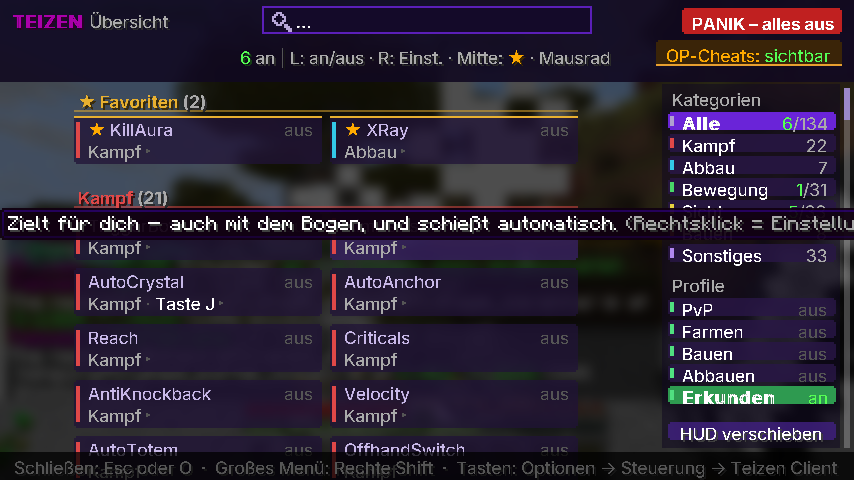 TEIZEN Übersicht
...
PANIK – alles aus
6 an | L: an/aus · R: Einst. · Mitte: ★ · Mausrad
OP-Cheats: sichtbar
★ Favoriten (2)
★ KillAura aus
Kampf
★ XRay aus
Abbau
Kampf (21)
Zielt für dich – auch mit dem Bogen, und schießt automatisch. (Rechtsklick = Einstellu
Kampf
Kampf
AutoCrystal aus
Kampf · Taste J
AutoAnchor aus
Kampf
Reach aus
Kampf
Criticals aus
Kampf
AntiKnockback aus
Kampf
Velocity aus
Kampf
AutoTotem aus
OffhandSwitch aus
Kategorien
Alle 6/134
Kampf 22
Abbau 7
Bewegung 1/31
Sonstiges 33
Profile
PvP aus
Farmen aus
Bauen aus
Abbauen aus
Erkunden an
HUD verschieben
Schließen: Esc oder O · Großes Menü: Rechte Shift · Tasten: Optionen → Steuerung → Teizen Client